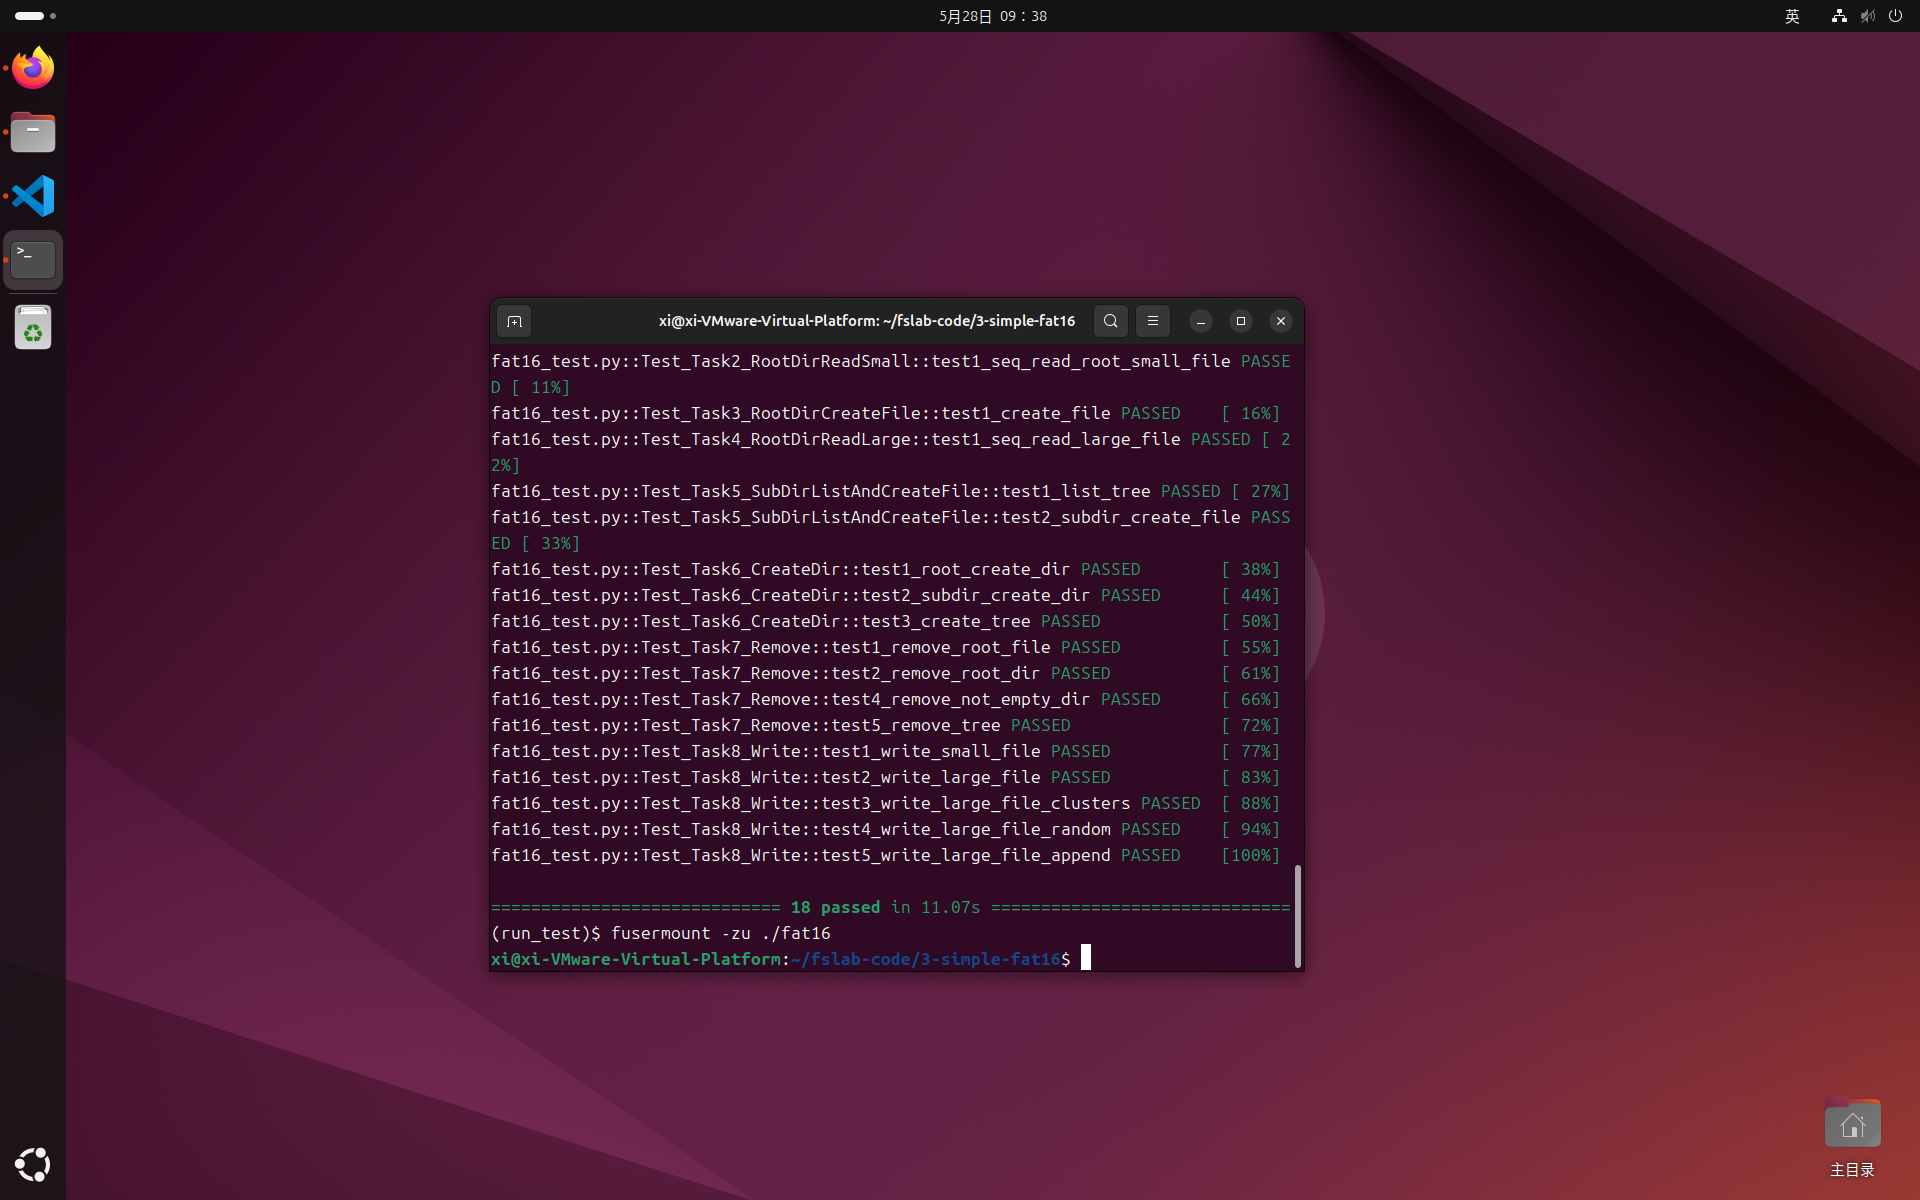 5月28日 09：38
英
xi@xi-VMware-Virtual-Platform: ~/fslab-code/3-simple-fat16
fat16_test.py::Test_Task2_RootDirReadSmall::test1_seq_read_root_small_file PASSE
D [ 11%]
fat16_test.py::Test_Task3_RootDirCreateFile::test1_create_file PASSED    [ 16%]
fat16_test.py::Test_Task4_RootDirReadLarge::test1_seq_read_large_file PASSED [ 2
2%]
fat16_test.py::Test_Task5_SubDirListAndCreateFile::test1_list_tree PASSED [ 27%]
fat16_test.py::Test_Task5_SubDirListAndCreateFile::test2_subdir_create_file PASS
ED [ 33%]
fat16_test.py::Test_Task6_CreateDir::test1_root_create_dir PASSED        [ 38%]
fat16_test.py::Test_Task6_CreateDir::test2_subdir_create_dir PASSED      [ 44%]
fat16_test.py::Test_Task6_CreateDir::test3_create_tree PASSED            [ 50%]
fat16_test.py::Test_Task7_Remove::test1_remove_root_file PASSED          [ 55%]
fat16_test.py::Test_Task7_Remove::test2_remove_root_dir PASSED           [ 61%]
fat16_test.py::Test_Task7_Remove::test4_remove_not_empty_dir PASSED      [ 66%]
fat16_test.py::Test_Task7_Remove::test5_remove_tree PASSED               [ 72%]
fat16_test.py::Test_Task8_Write::test1_write_small_file PASSED           [ 77%]
fat16_test.py::Test_Task8_Write::test2_write_large_file PASSED           [ 83%]
fat16_test.py::Test_Task8_Write::test3_write_large_file_clusters PASSED  [ 88%]
fat16_test.py::Test_Task8_Write::test4_write_large_file_random PASSED    [ 94%]
fat16_test.py::Test_Task8_Write::test5_write_large_file_append PASSED    [100%]
============================= 18 passed in 11.07s ==============================
(run_test)$ fusermount -zu ./fat16
xi@xi-VMware-Virtual-Platform:~/fslab-code/3-simple-fat16$
主目录